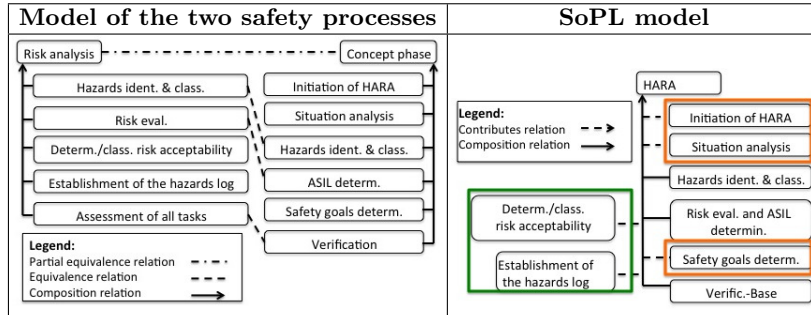 Model of the two safety processes
SoPL model
Risk analysis
Concept phase
Hazards ident. & class.
Initiation of HARA
Risk eval.
Situation analysis
Determ./class. risk acceptability
Hazards ident. & class.
Establishment of the hazards log
ASIL determ.
Assessment of all tasks
Safety goals determ.
Verification
Legend:
Partial equivalence relation
Equivalence relation
Composition relation
HARA
Legend:
Contributes relation
Composition relation
Initiation of HARA
Situation analysis
Hazards ident. & class.
Determ./class.
risk acceptability
Risk eval. and ASIL
determin.
Establishment of
the hazards log
Safety goals determ.
Verific.-Base